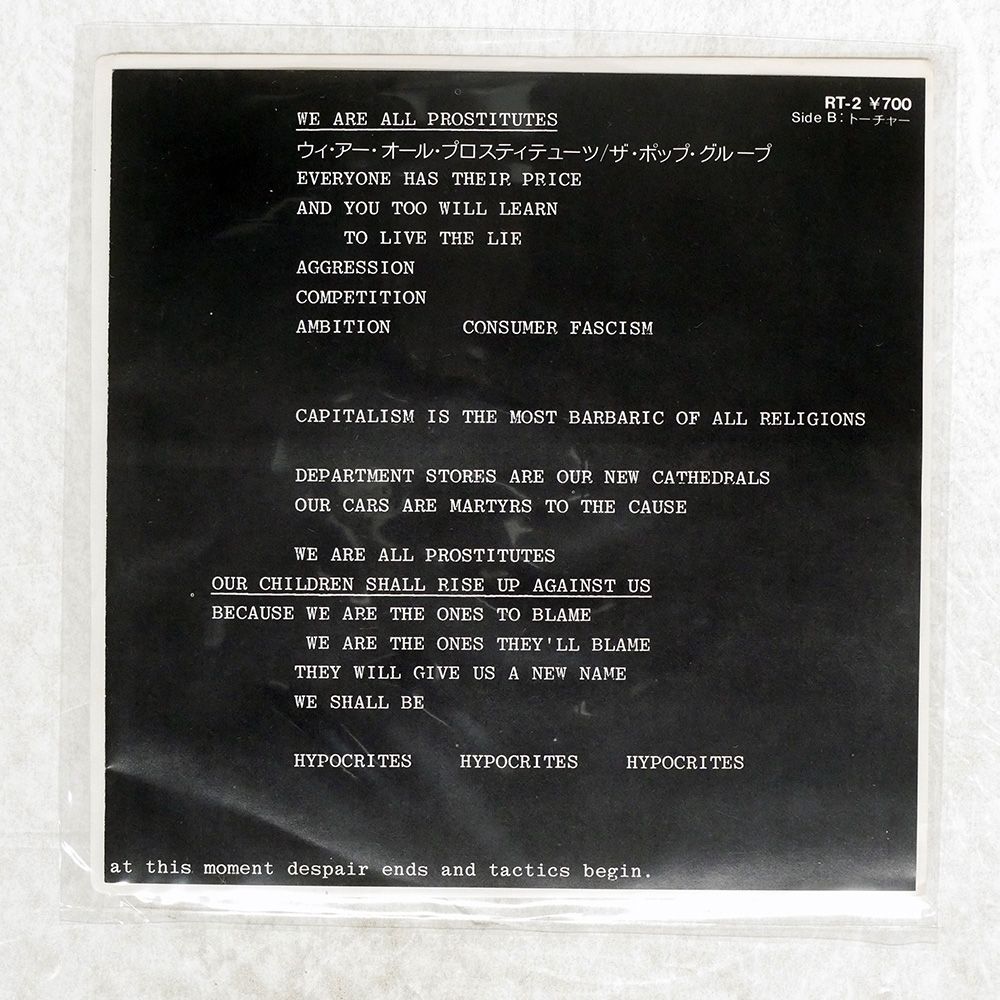 RT-2 ¥700
Side B: トーチャー
WE ARE ALL PROSTITUTES
ウィ・アー・オール・プロスティテューツ/ザ・ポップ・グループ
EVERYONE HAS THEIR PRICE
AND YOU TOO WILL LEARN
TO LIVE THE LIE
AGGRESSION
COMPETITION
AMBITION CONSUMER FASCISM
CAPITALISM IS THE MOST BARBARIC OF ALL RELIGIONS
DEPARTMENT STORES ARE OUR NEW CATHEDRALS
OUR CARS ARE MARTYRS TO THE CAUSE
WE ARE ALL PROSTITUTES
OUR CHILDREN SHALL RISE UP AGAINST US
BECAUSE WE ARE THE ONES TO BLAME
WE ARE THE ONES THEY'LL BLAME
THEY WILL GIVE US A NEW NAME
WE SHALL BE
HYPOCRITES HYPOCRITES HYPOCRITES
at this moment despair ends and tactics begin.